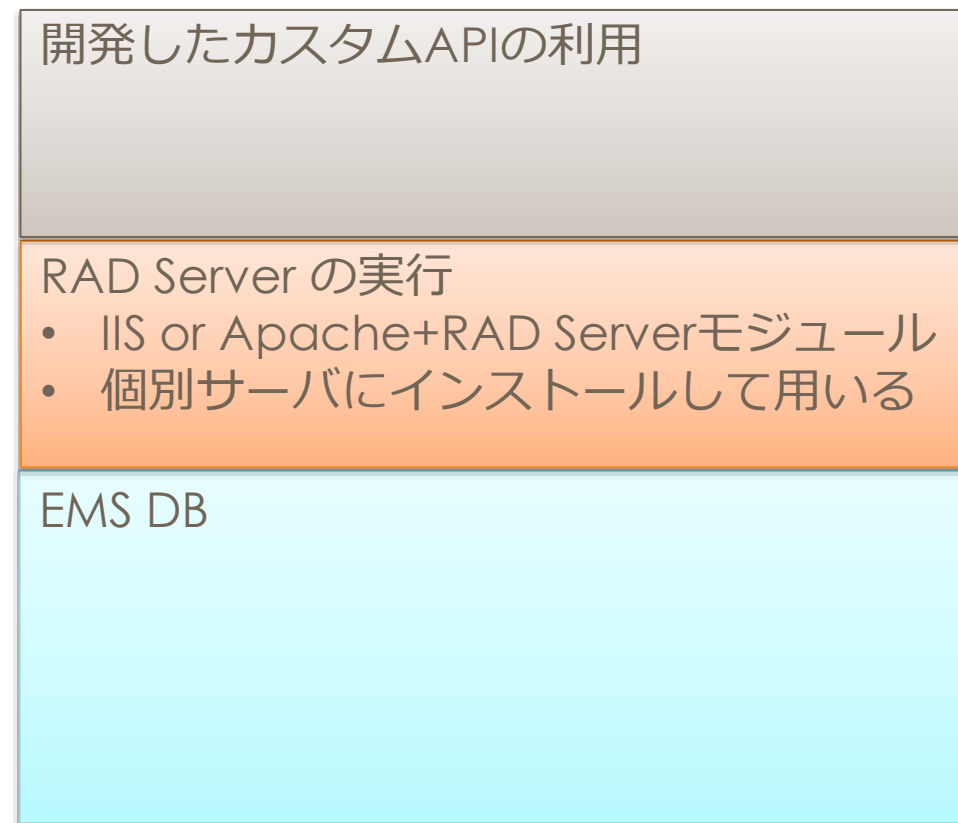 開発したカスタムAPIの利用
RAD Server の実行
• IIS or Apache+RAD Serverモジュール
• 個別サーバにインストールして用いる
EMS DB